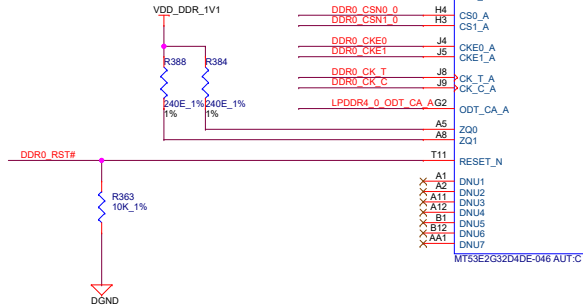 VDD_DDR_1V1
DDR0_CSN0_0 H4 CS0_A
DDR0_CSN1_0 H3 CS1_A
DDR0_CKE0 J4 CKE0_A
DDR0_CKE1 J5 CKE1_A
R388 R384
DDR0_CK_T J8 CK_T_A
DDR0_CK_C J9 CK_C_A
240E_1% 240E_1%
1% 1%
LPDDR4_0_ODT_CA_A G2 ODT_CA_A
A5 ZQ0
A8 ZQ1
DDR0_RST# T11 RESET_N
A1 DNU1
A2 DNU2
A11 DNU3
A12 DNU4
B1 DNU5
B12 DNU6
AA1 DNU7
R363
10K_1%
MT53E2G32D4DE-046 AUT:C
DGND